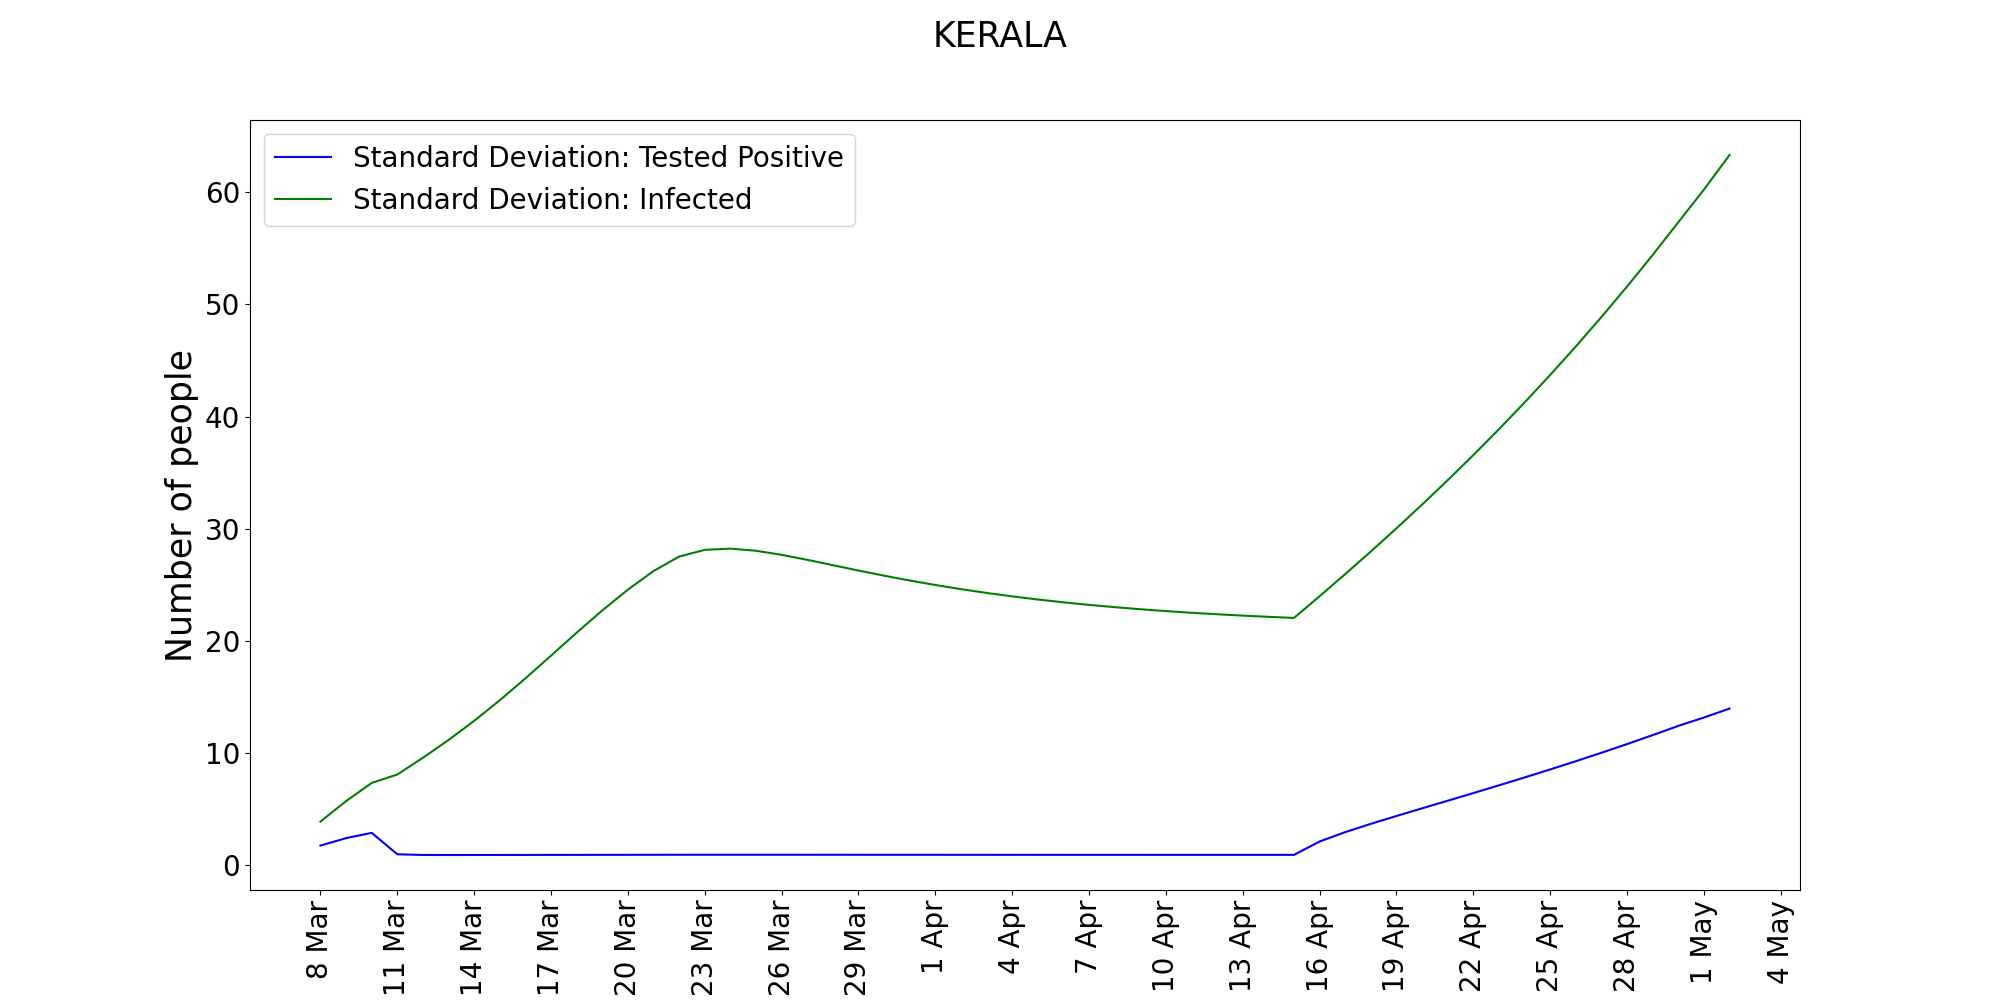 KERALA
Standard Deviation: Tested Positive
Standard Deviation: Infected
Number of people
60
50
40
30
20
10
0
8 Mar
11 Mar
14 Mar
17 Mar
20 Mar
23 Mar
26 Mar
29 Mar
1 Apr
4 Apr
7 Apr
10 Apr
13 Apr
16 Apr
19 Apr
22 Apr
25 Apr
28 Apr
1 May
4 May